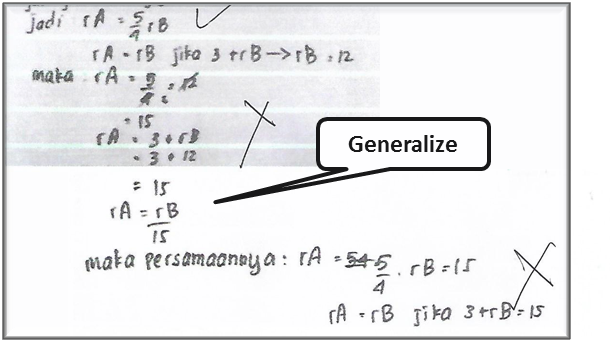 jadi rA = 5/4 rB
rA = rB jika 3 + rB → rB = 12
maka rA = 5/4 = 12
= 15
rA = 3 + rB
= 3 + 12
Generalize
= 15
rA = rB/15
maka persamaannya : rA = 5/4 . rB = 15
rA = rB jika 3 + rB = 15